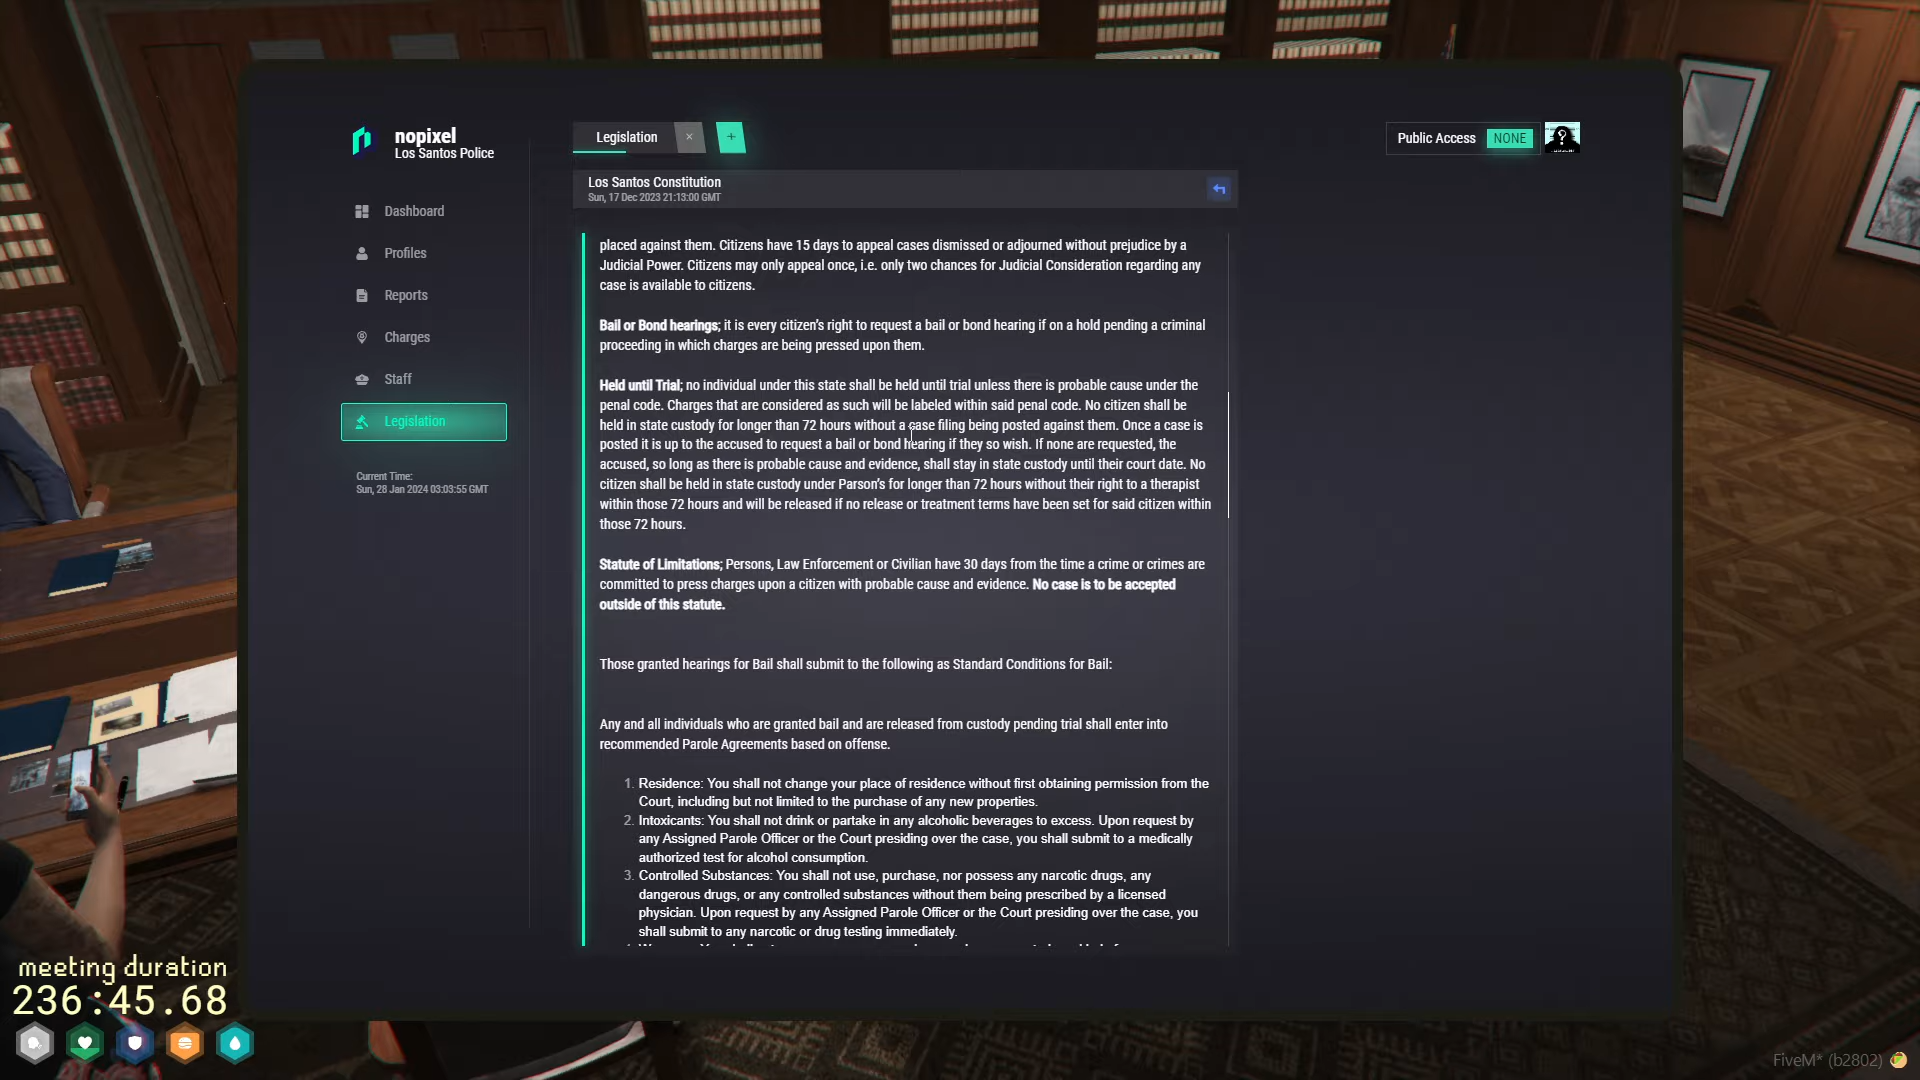 nopixel
Los Santos Police
Dashboard
Profiles
Reports
Charges
Staff
Legislation
Current Time:
Sun, 28 Jan 2024 03:03:55 GMT
Legislation × +
Public Access NONE
Los Santos Constitution
Sun, 17 Dec 2023 21:13:00 GMT
placed against them. Citizens have 15 days to appeal cases dismissed or adjourned without prejudice by a
Judicial Power. Citizens may only appeal once, i.e. only two chances for Judicial Consideration regarding any
case is available to citizens.
Bail or Bond hearings; it is every citizen's right to request a bail or bond hearing if on a hold pending a criminal
proceeding in which charges are being pressed upon them.
Held until Trial; no individual under this state shall be held until trial unless there is probable cause under the
penal code. Charges that are considered as such will be labeled within said penal code. No citizen shall be
held in state custody for longer than 72 hours without a case filing being posted against them. Once a case is
posted it is up to the accused to request a bail or bond hearing if they so wish. If none are requested, the
accused, so long as there is probable cause and evidence, shall stay in state custody until their court date. No
citizen shall be held in state custody under Parson's for longer than 72 hours without their right to a therapist
within those 72 hours and will be released if no release or treatment terms have been set for said citizen within
those 72 hours.
Statute of Limitations; Persons, Law Enforcement or Civilian have 30 days from the time a crime or crimes are
committed to press charges upon a citizen with probable cause and evidence. No case is to be accepted
outside of this statute.
Those granted hearings for Bail shall submit to the following as Standard Conditions for Bail:
Any and all individuals who are granted bail and are released from custody pending trial shall enter into
recommended Parole Agreements based on offense.
1. Residence: You shall not change your place of residence without first obtaining permission from the
Court, including but not limited to the purchase of any new properties.
2. Intoxicants: You shall not drink or partake in any alcoholic beverages to excess. Upon request by
any Assigned Parole Officer or the Court presiding over the case, you shall submit to a medically
authorized test for alcohol consumption.
3. Controlled Substances: You shall not use, purchase, nor possess any narcotic drugs, any
dangerous drugs, or any controlled substances without them being prescribed by a licensed
physician. Upon request by any Assigned Parole Officer or the Court presiding over the case, you
shall submit to any narcotic or drug testing immediately.
meeting duration
236:45.68
FiveM* (b2802)